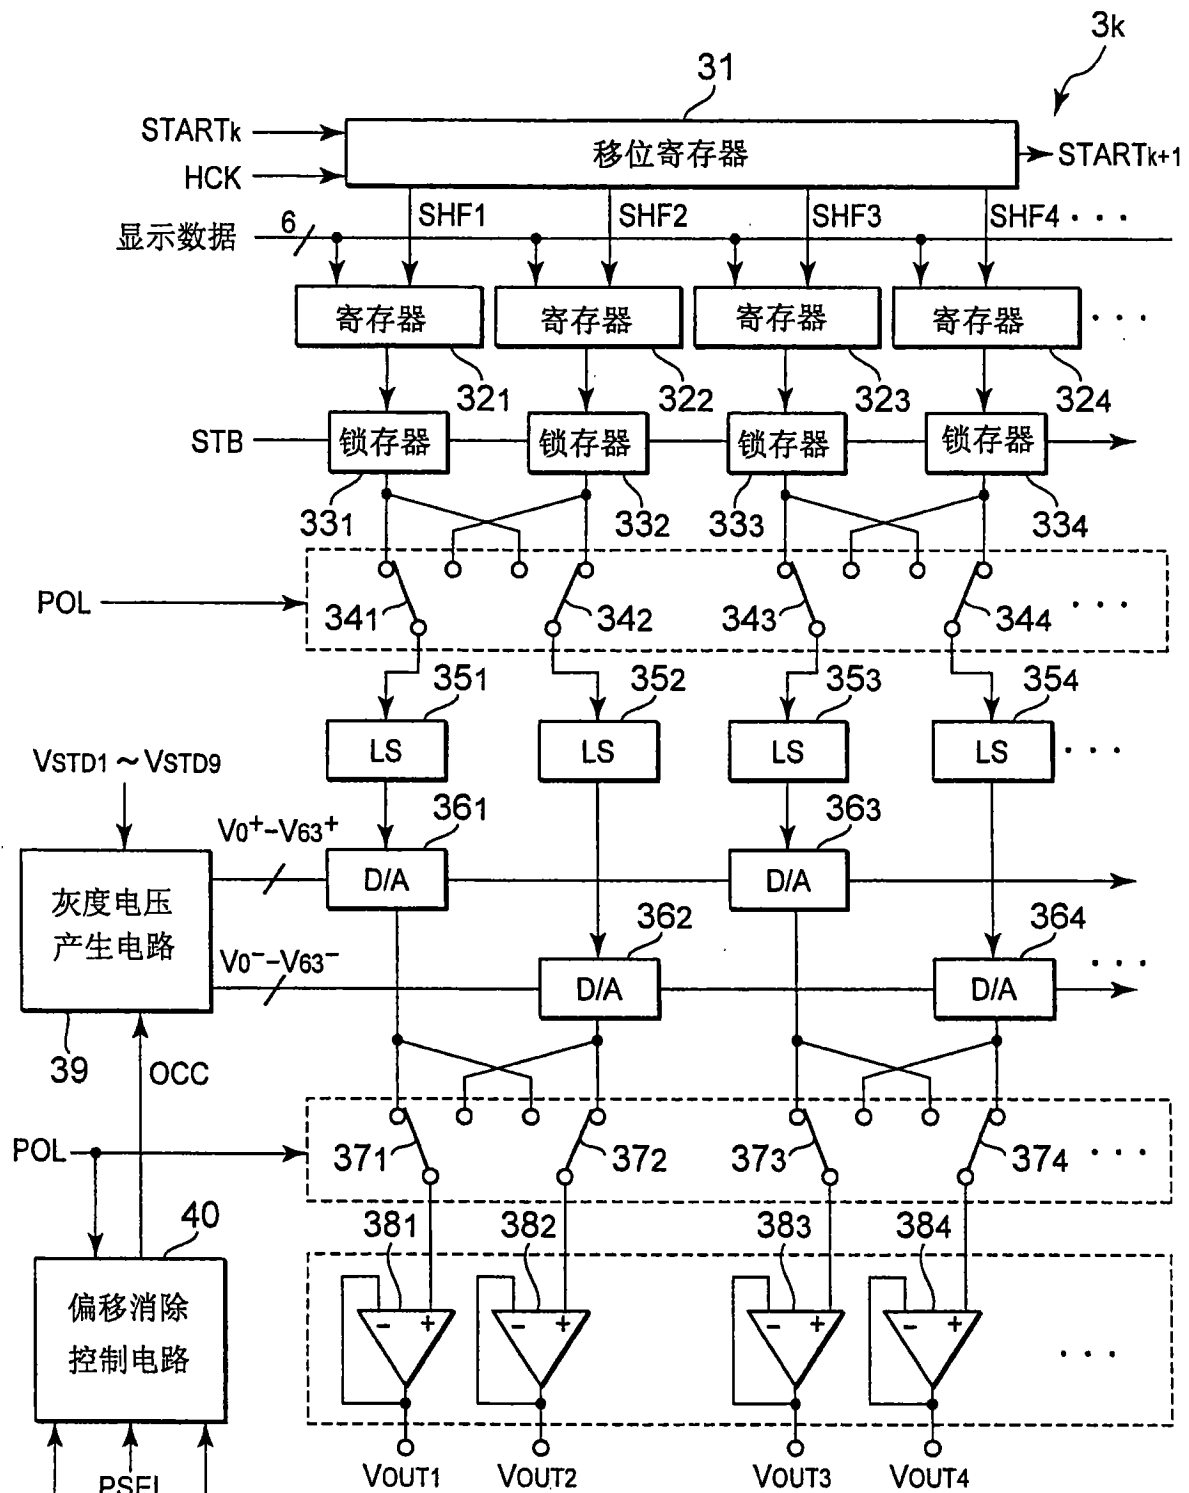 3k
31
STARTk
移位寄存器
STARTk+1
HCK
SHF1
SHF2
SHF3
SHF4 · · ·
显示数据
6
寄存器
寄存器
寄存器
寄存器
· · ·
321
322
323
324
STB
锁存器
锁存器
锁存器
锁存器
331
332
333
334
POL
341
342
343
344
· · ·
351
352
353
354
LS
LS
LS
LS
· · ·
VSTD1～VSTD9
V0+–V63+
361
363
D/A
D/A
灰度电压
产生电路
362
364
V0-–V63-
D/A
D/A
· · ·
39
OCC
POL
371
372
373
374
· · ·
40
381
382
383
384
偏移消除
控制电路
− +
− +
− +
− +
· · ·
PSEL
VOUT1
VOUT2
VOUT3
VOUT4